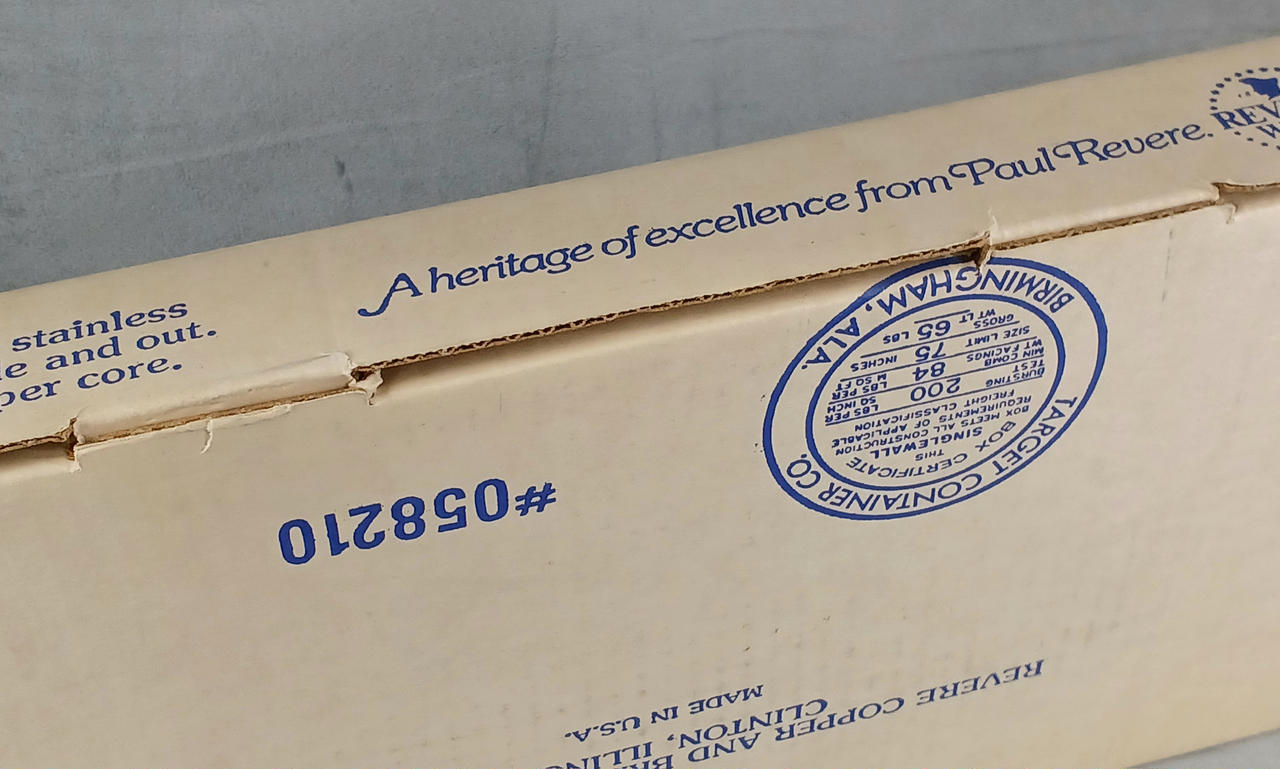 stainless
and out.
core.
A heritage of excellence from Paul Revere.
TARGET CONTAINER CO.
BIRMINGHAM, ALA.
BOX CERTIFICATE
THIS
SINGLEWALL
BOX MEETS ALL CONSTRUCTION
REQUIREMENTS OF APPLICABLE
FREIGHT CLASSIFICATION
BURSTING TEST 200 LBS PER SQ INCH
MIN COMB WT FACINGS 84 LBS PER M SQ FT
SIZE LIMIT 75 INCHES
GROSS WT LT 65 LBS
#058210
REVERE COPPER AND
CLINTON,
MADE IN U.S.A.